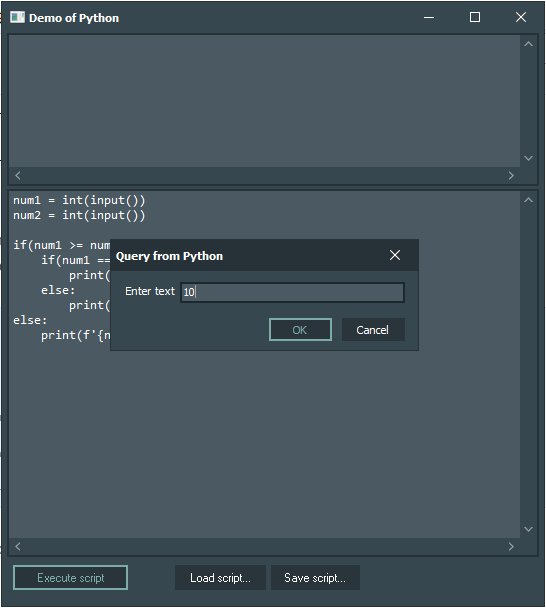 Demo of Python
num1 = int(input())
num2 = int(input())
if(num1 >= num
if(num1 ==
print(
else:
print(
else:
print(f'{n
Query from Python
Enter text 10
OK Cancel
Execute script Load script... Save script...